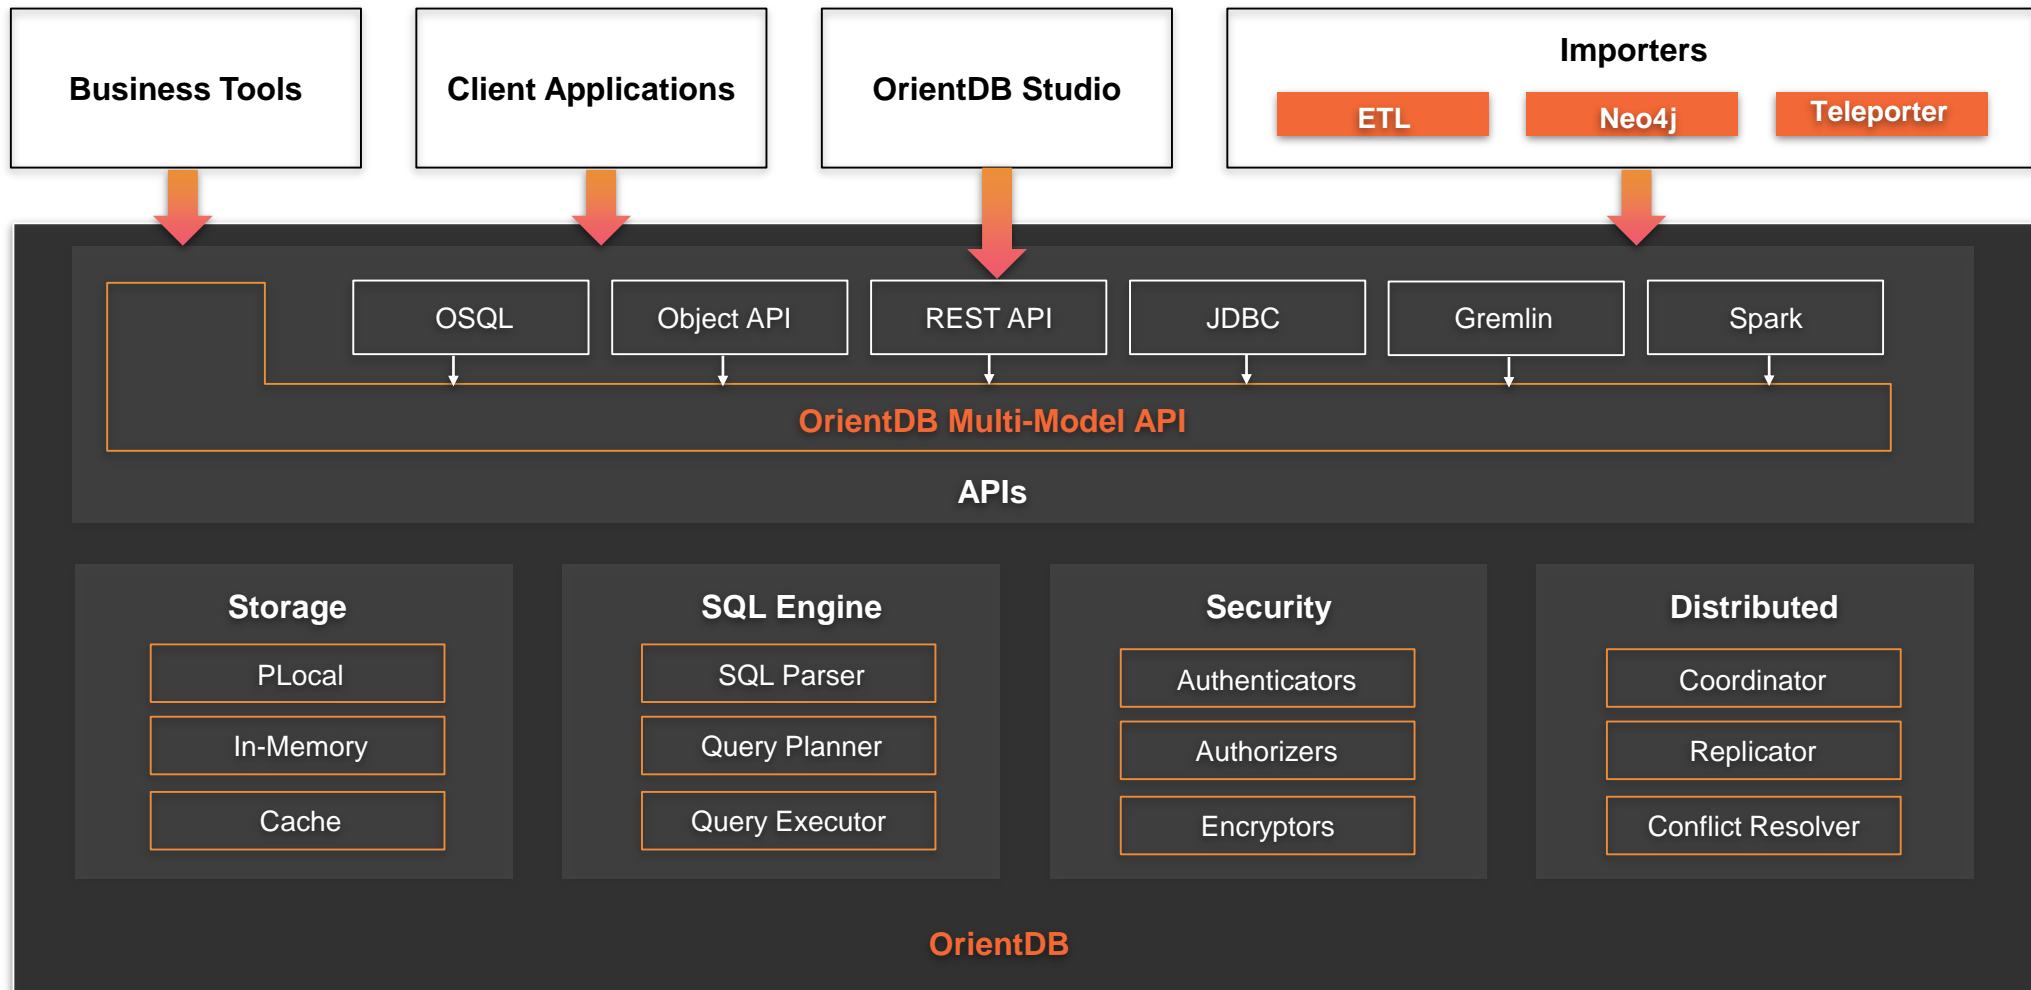 Business Tools
Client Applications
OrientDB Studio
Importers
ETL
Neo4j
Teleporter
OSQL
Object API
REST API
JDBC
Gremlin
Spark
OrientDB Multi-Model API
APIs
Storage
PLocal
In-Memory
Cache
SQL Engine
SQL Parser
Query Planner
Query Executor
Security
Authenticators
Authorizers
Encryptors
Distributed
Coordinator
Replicator
Conflict Resolver
OrientDB